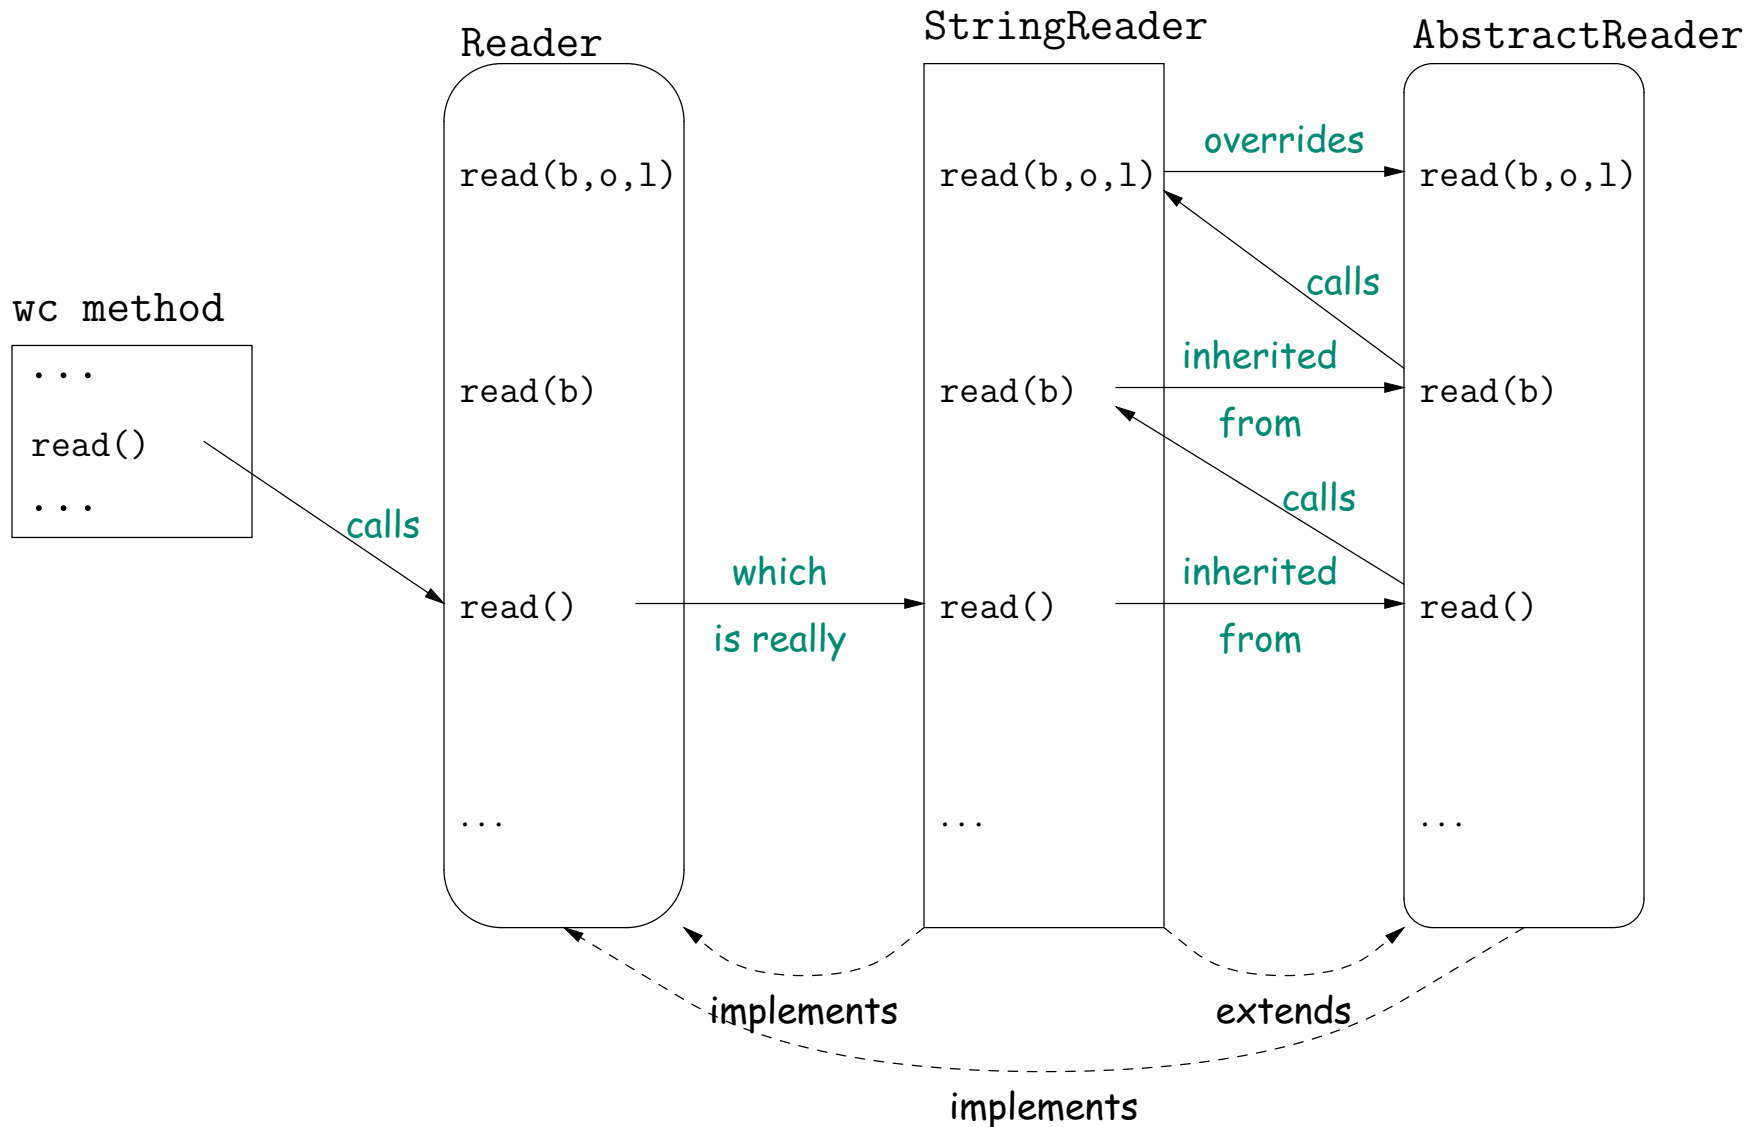 StringReader
AbstractReader
Reader
overrides
read(b,o,l)
read(b,o,l)
read(b,o,l)
calls
wc method
inherited
...
read(b)
read(b)
read(b)
from
read()
calls
...
calls
which
inherited
read()
read()
read()
is really
from
...
...
...
implements
extends
implements